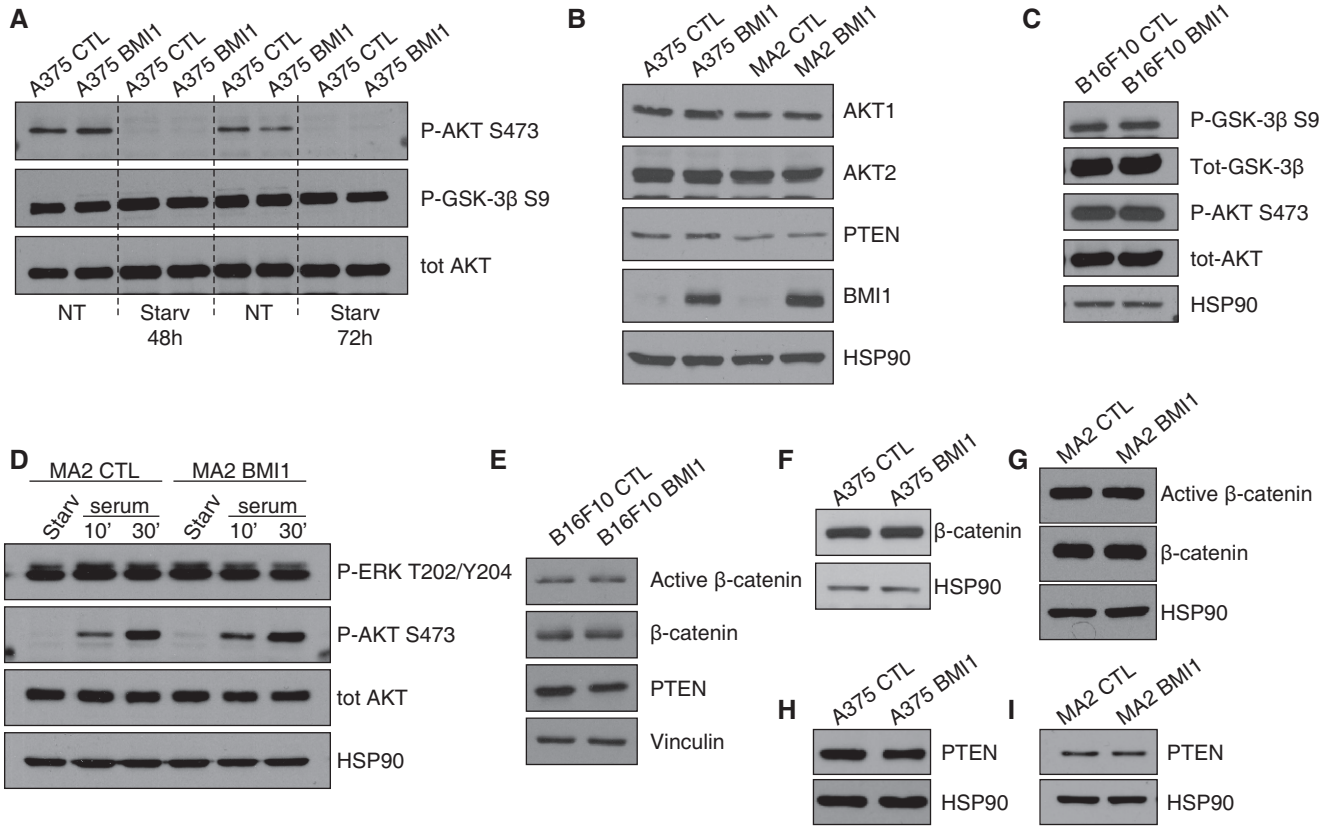 A
A375 CTL
A375 BMI1
A375 CTL
A375 BMI1
A375 CTL
A375 BMI1
A375 CTL
A375 BMI1
P-AKT S473
P-GSK-3β S9
tot AKT
NT
Starv
48h
NT
Starv
72h
B
A375 CTL
A375 BMI1
MA2 CTL
MA2 BMI1
AKT1
AKT2
PTEN
BMI1
HSP90
C
B16F10 CTL
B16F10 BMI1
P-GSK-3β S9
Tot-GSK-3β
P-AKT S473
tot-AKT
HSP90
D
MA2 CTL
MA2 BMI1
Starv
serum
10’
30’
Starv
serum
10’
30’
P-ERK T202/Y204
P-AKT S473
tot AKT
HSP90
E
B16F10 CTL
B16F10 BMI1
Active β-catenin
β-catenin
PTEN
Vinculin
F
A375 CTL
A375 BMI1
β-catenin
HSP90
G
MA2 CTL
MA2 BMI1
Active β-catenin
β-catenin
HSP90
H
A375 CTL
A375 BMI1
PTEN
HSP90
I
MA2 CTL
MA2 BMI1
PTEN
HSP90